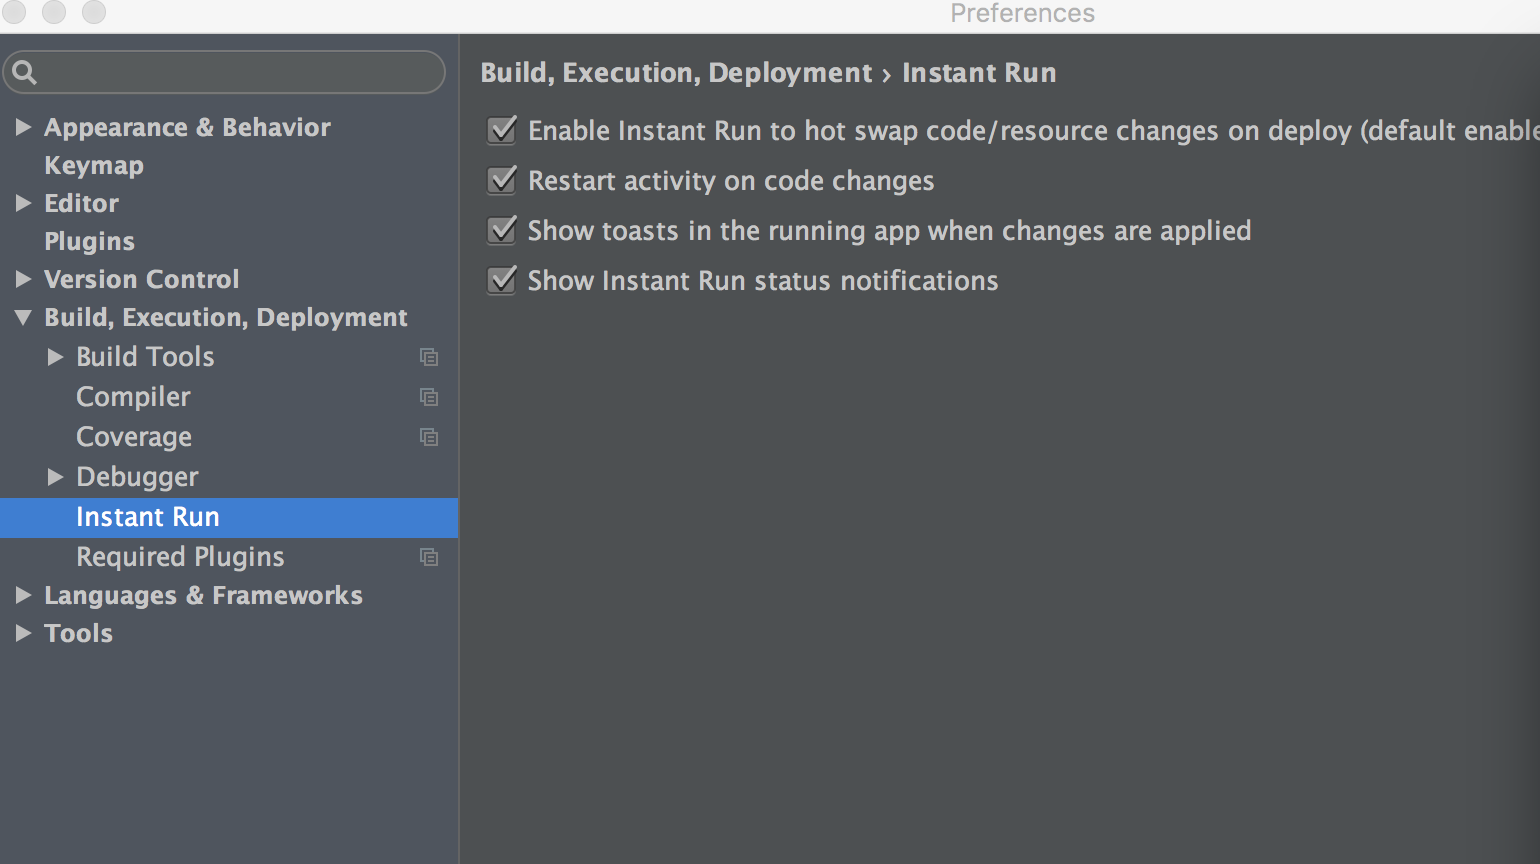 Preferences
Appearance & Behavior
Keymap
Editor
Plugins
Version Control
Build, Execution, Deployment
Build Tools
Compiler
Coverage
Debugger
Instant Run
Required Plugins
Languages & Frameworks
Tools
Build, Execution, Deployment › Instant Run
Enable Instant Run to hot swap code/resource changes on deploy (default enable
Restart activity on code changes
Show toasts in the running app when changes are applied
Show Instant Run status notifications